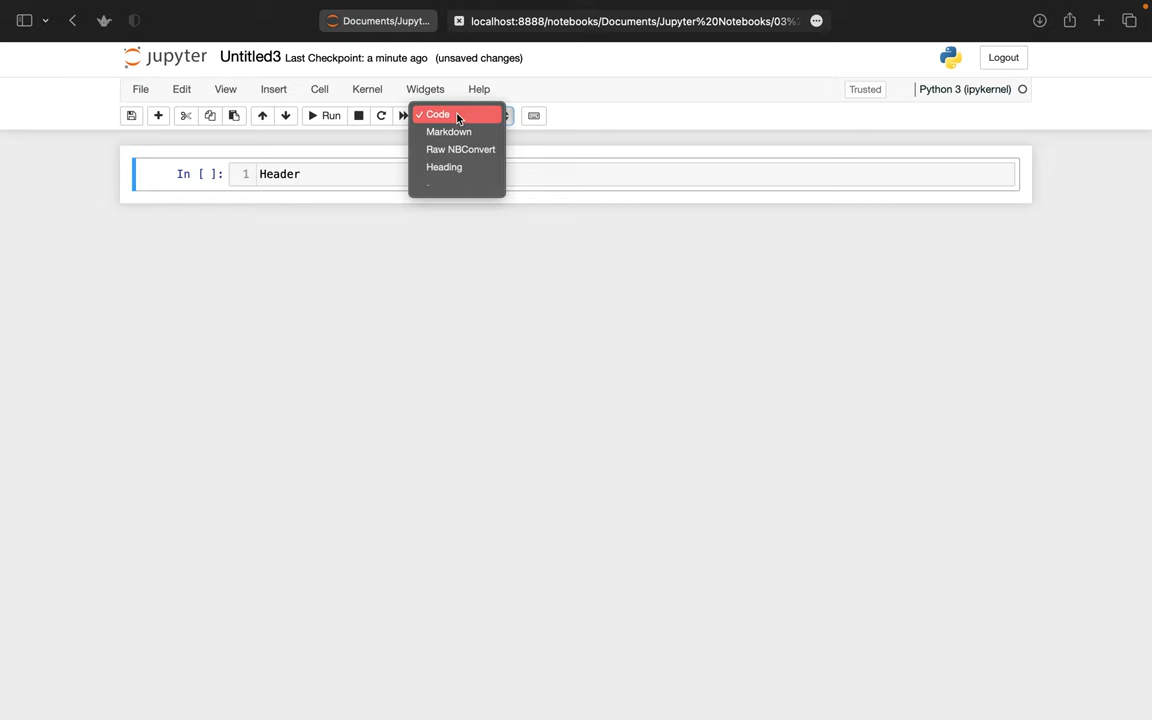 Documents/Jupyt...
localhost:8888/notebooks/Documents/Jupyter%20Notebooks/03%
jupyter Untitled3 Last Checkpoint: a minute ago (unsaved changes)
Logout
File Edit View Insert Cell Kernel Widgets Help
Trusted
Python 3 (ipykernel)
Run
Code
Markdown
Raw NBConvert
Heading
-
In [ ]: 1 Header